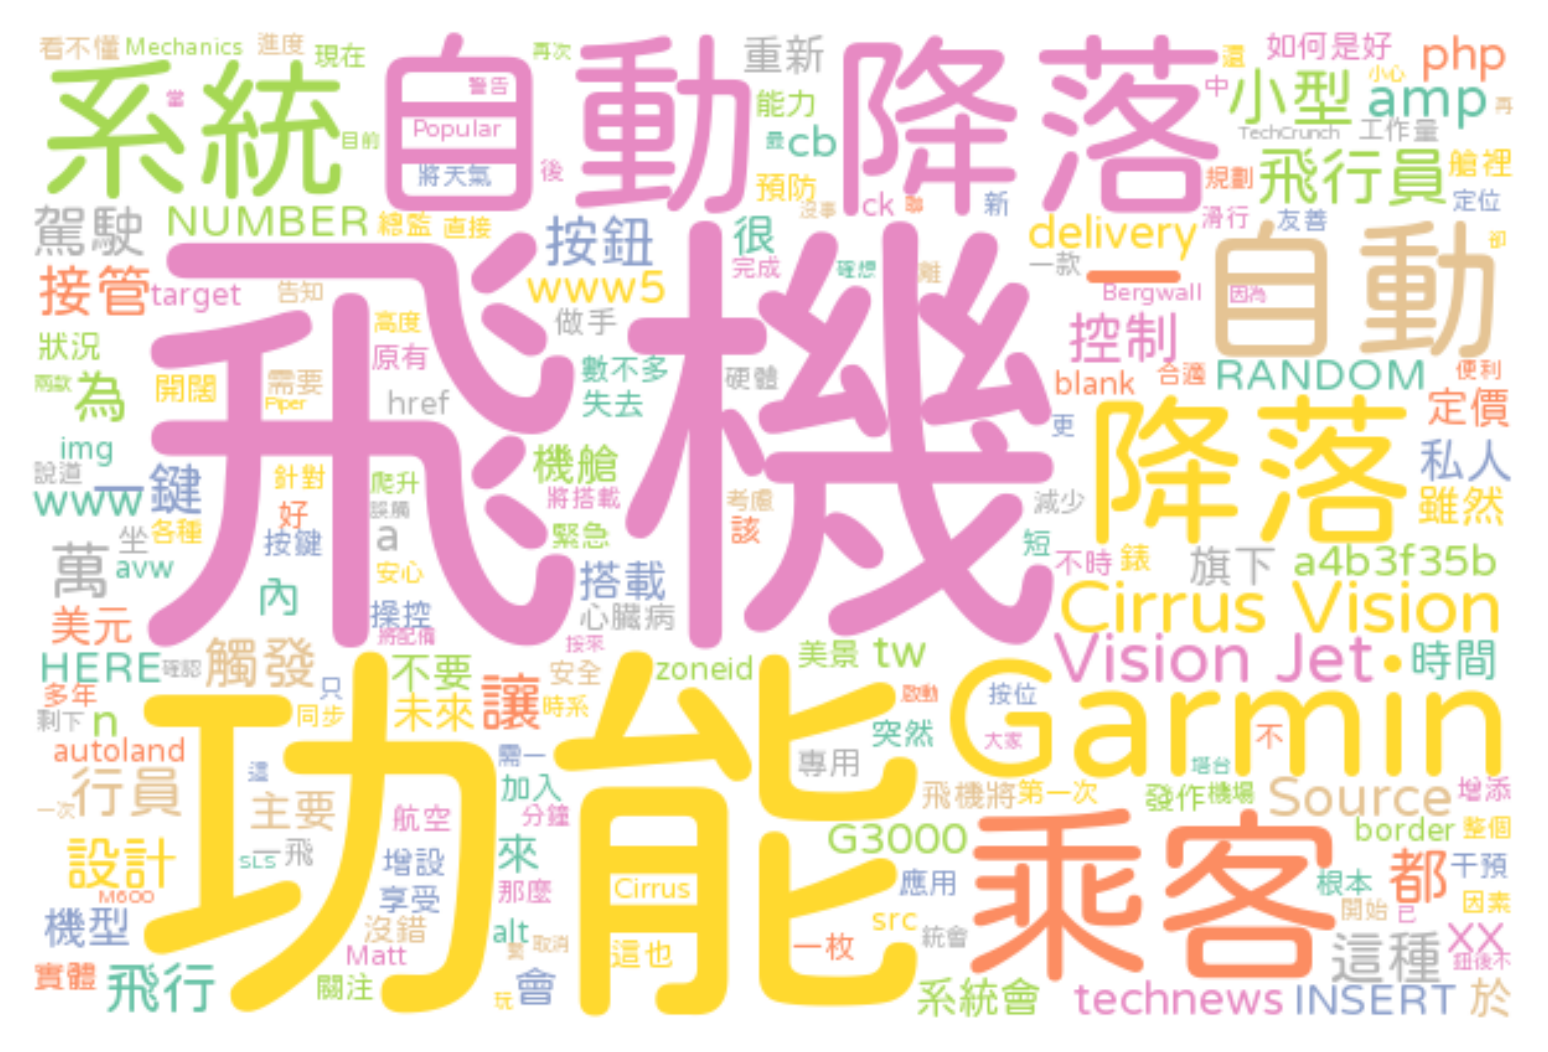 看不懂 Mechanics 進度 現在 再次 重新 還 如何是好 php
系統 自動降落 小型 amp 再
當 警告 能力 中 小心
目前 Popular 最 cb TechCrunch 工作量
將天氣 後 預防 規劃 飛行員 艙裡
駕駛 NUMBER 總監 直接 按鈕 沒事 ck 聯 新 滑行 友善 定位
很 delivery 自動 卻
接管 target 告知 www5 完成 確想 離 一款 一 Bergwall 因為
飛機
狀況 高度 做手 控制
兩款 為 開闊 需要 原有 數不多 硬體 blank 合適 RANDOM 便利
Piper href 失去 更 降落 定價
img 私人
說道 一鍵 針對 爬升 機艙
www 好 將搭載 考慮 減少 雖然
坐 各種 按鍵 a 緊急 該 短 不時 錶 旗下 a4b3f35b
萬 avw 安心 搭載
內 操控 心臟病 Cirrus Vision
美元 將配備 按來
HERE 確認 觸發 不要 安全 zoneid 美景 tw Vision Jet 時間
多年 只 讓 啟動 按位 Garmin
剩下 n 同步 未來 時系 突然 大家 不
功能
autoland 需一 專用 塔台
行員 這 加入 飛機將 第一次 發作 機場 Source 增添
一次 主要 航空 分鐘 G3000 乘客 border 整個
設計 SLS 一飛 增設 來 都 干預
M600 享受 那麼 Cirrus 應用 根本 因素
機型 沒錯 alt src 統會 開始 已 XX
Matt 取消 這也 一枚 這種 鈕後不
實體 飛行 關注 玩 會 系統會 technews INSERT 於